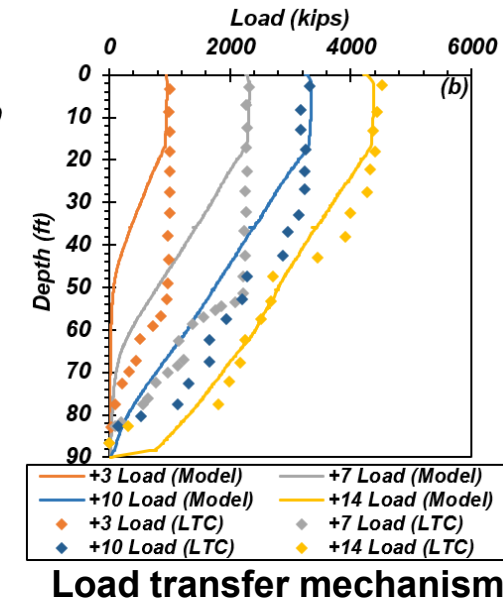 Load (kips)
0 2000 4000 6000
(b)
Depth (ft)
0
10
20
30
40
50
60
70
80
90
+3 Load (Model) +7 Load (Model)
+10 Load (Model) +14 Load (Model)
+3 Load (LTC) +7 Load (LTC)
+10 Load (LTC) +14 Load (LTC)
Load transfer mechanism